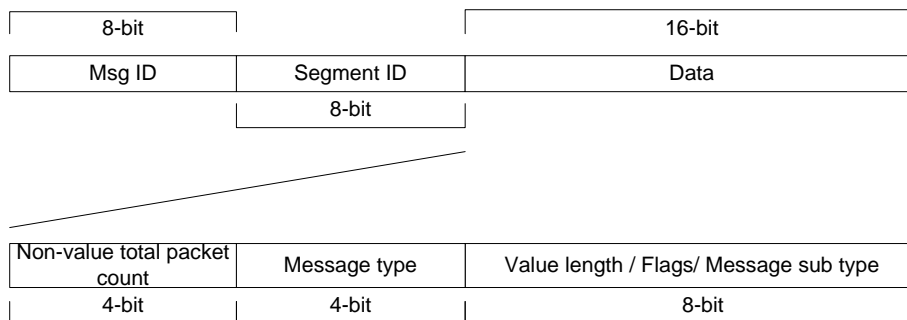 8-bit
16-bit
Msg ID
Segment ID
Data
8-bit
Non-value total packet
count
Message type
Value length / Flags/ Message sub type
4-bit
4-bit
8-bit